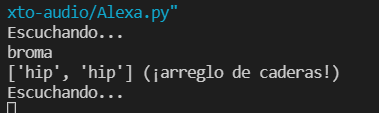 xto-audio/Alexa.py"
Escuchando...
broma
['hip', 'hip'] (¡arreglo de caderas!)
Escuchando...